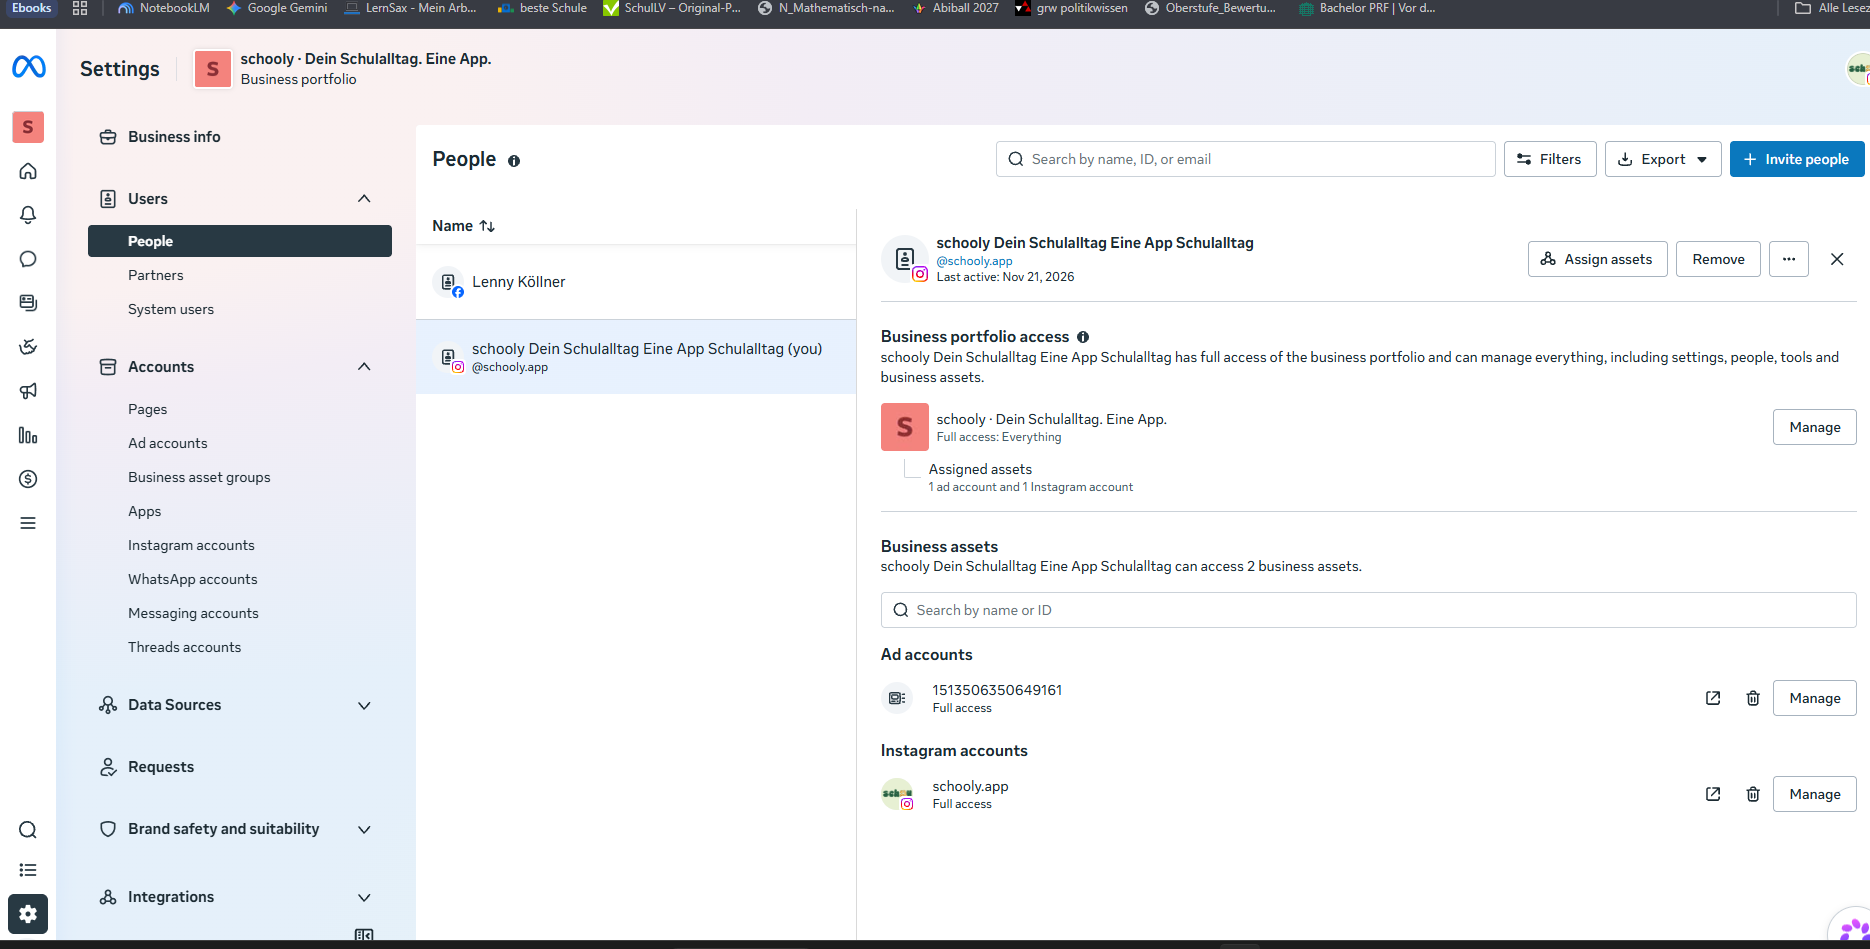 Ebooks
NotebookLM
Google Gemini
LernSax - Mein Arb...
beste Schule
SchulLV – Original-P...
N_Mathematisch-na...
Abiball 2027
grw politikwissen
Oberstufe_Bewertu...
Bachelor PRF | Vor d...
Alle Lesez
Settings
S
schooly · Dein Schulalltag. Eine App.
Business portfolio
S
Business info
Users
People
Partners
System users
Accounts
Pages
Ad accounts
Business asset groups
Apps
Instagram accounts
WhatsApp accounts
Messaging accounts
Threads accounts
Data Sources
Requests
Brand safety and suitability
Integrations
People
Search by name, ID, or email
Filters
Export
Invite people
Name
Lenny Köllner
schooly Dein Schulalltag Eine App Schulalltag (you)
@schooly.app
schooly Dein Schulalltag Eine App Schulalltag
@schooly.app
Last active: Nov 21, 2026
Assign assets
Remove
Business portfolio access
schooly Dein Schulalltag Eine App Schulalltag has full access of the business portfolio and can manage everything, including settings, people, tools and
business assets.
S
schooly · Dein Schulalltag. Eine App.
Full access: Everything
Manage
Assigned assets
1 ad account and 1 Instagram account
Business assets
schooly Dein Schulalltag Eine App Schulalltag can access 2 business assets.
Search by name or ID
Ad accounts
1513506350649161
Full access
Manage
Instagram accounts
schooly.app
Full access
Manage